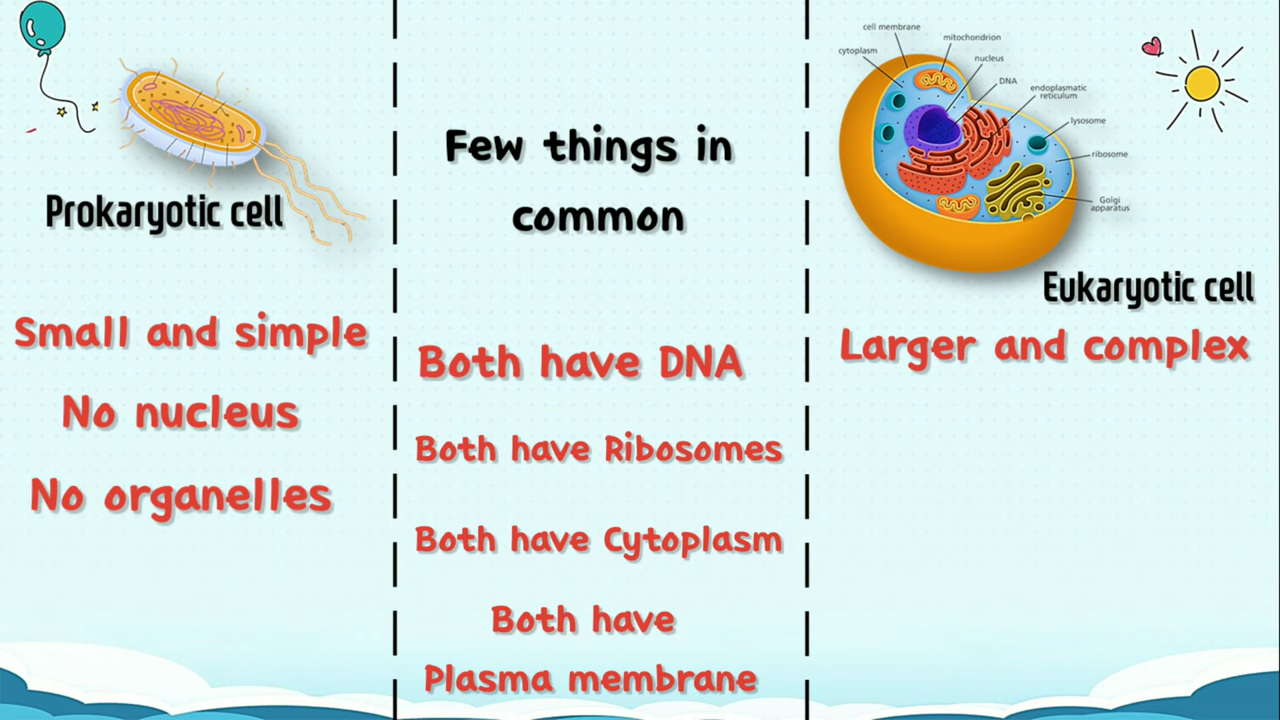 Prokaryotic cell
Small and simple
No nucleus
No organelles
Few things in
common
Both have DNA
Both have Ribosomes
Both have Cytoplasm
Both have
Plasma membrane
cell membrane
mitochondrion
cytoplasm
nucleus
DNA
endoplasmatic
reticulum
lysosome
ribosome
Golgi
apparatus
Eukaryotic cell
Larger and complex